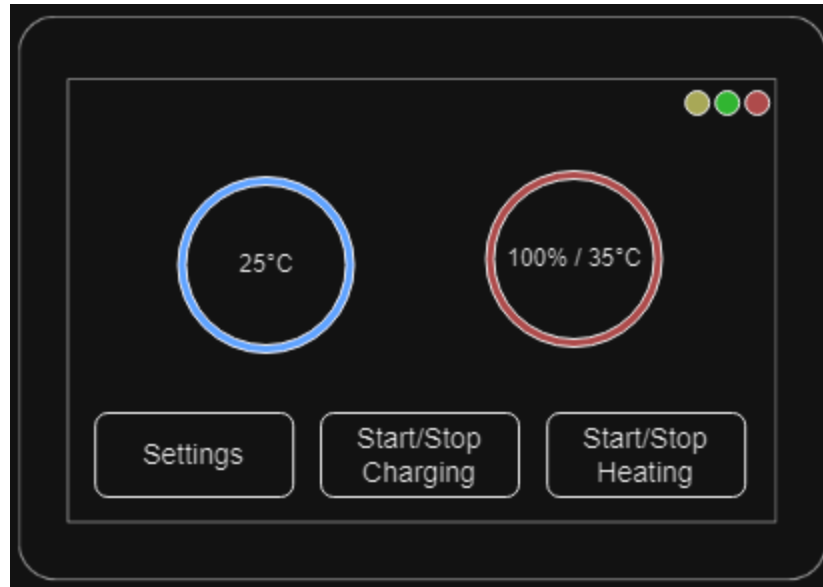 25°C
100% / 35°C
Settings
Start/Stop
Charging
Start/Stop
Heating